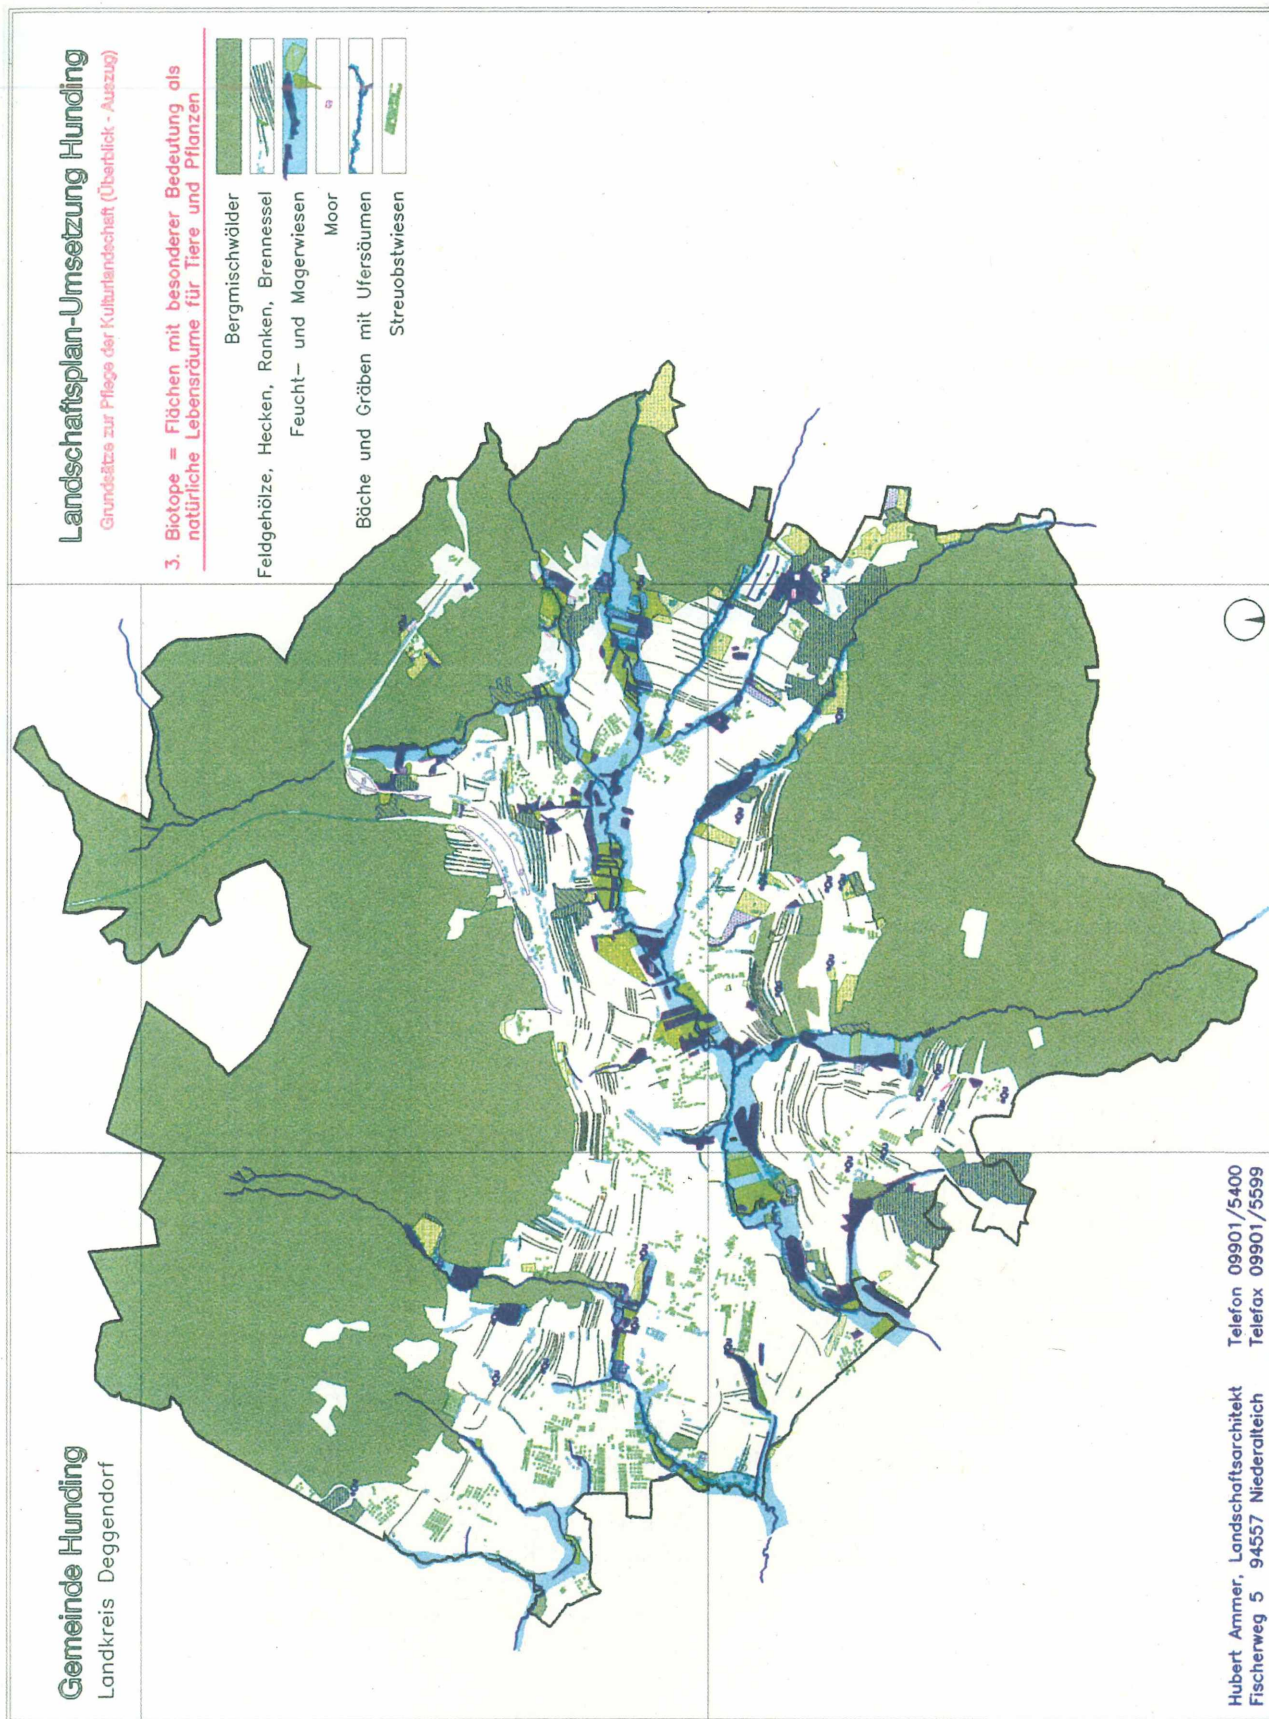 Gemeinde Hunding
Landkreis Deggendorf
Landschaftsplan-Umsetzung Hunding
Grundsätze zur Pflege der Kulturlandschaft (Überblick - Auszug)
3. Biotope = Flächen mit besonderer Bedeutung als
natürliche Lebensräume für Tiere und Pflanzen
Bergmischwälder
Feldgehölze, Hecken, Ranken, Brennessel
Feucht- und Magerwiesen
Moor
Bäche und Gräben mit Ufersäumen
Streuobstwiesen
Hubert Ammer, Landschaftsarchitekt Telefon 09901/5400
Fischerweg 5 94557 Niederalteich Telefax 09901/5599